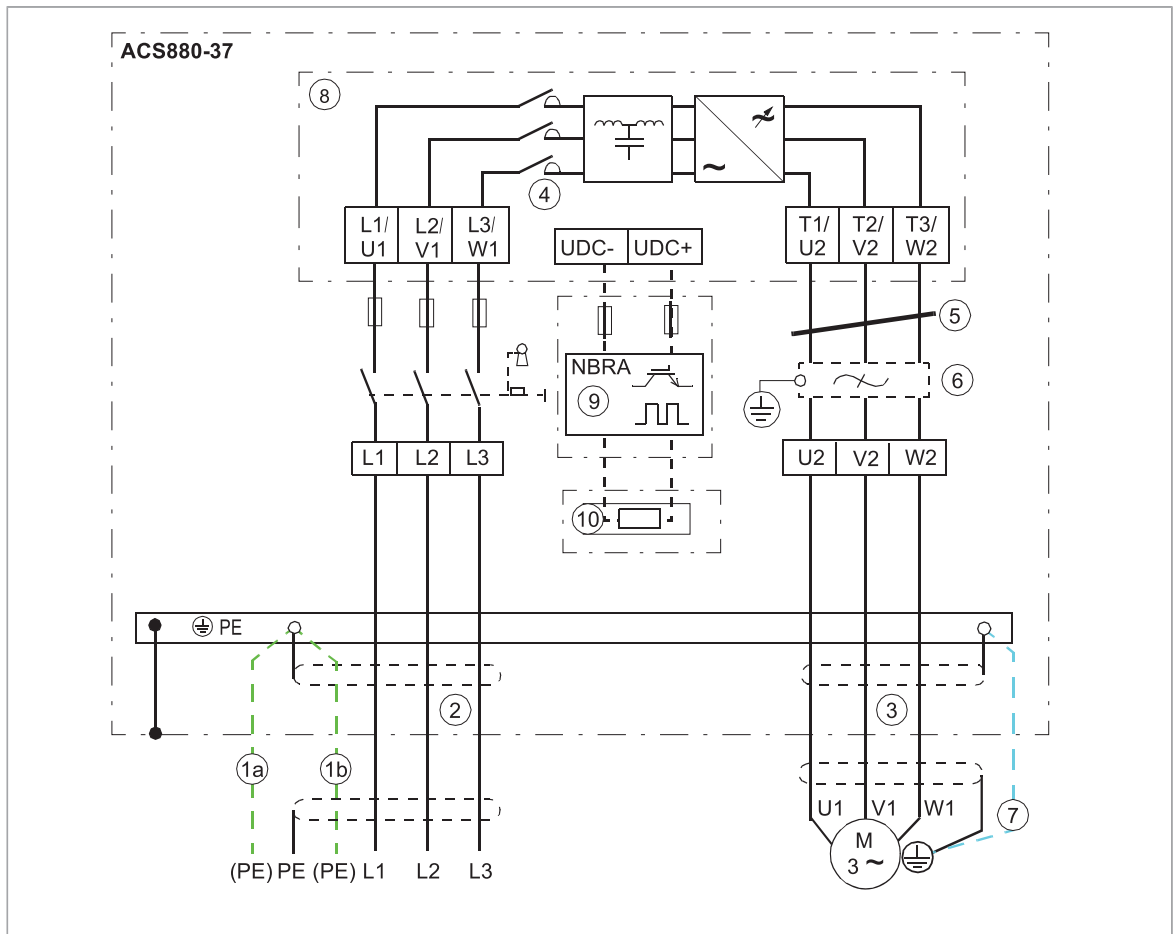 ACS880-37
8
4
L1/ U1
L2/ V1
L3/ W1
UDC-
UDC+
T1/ U2
T2/ V2
T3/ W2
5
NBRA
9
6
L1
L2
L3
U2
V2
W2
10
PE
2
3
1a
1b
U1
V1
W1
7
M
3 ~
(PE)
PE
(PE)
L1
L2
L3